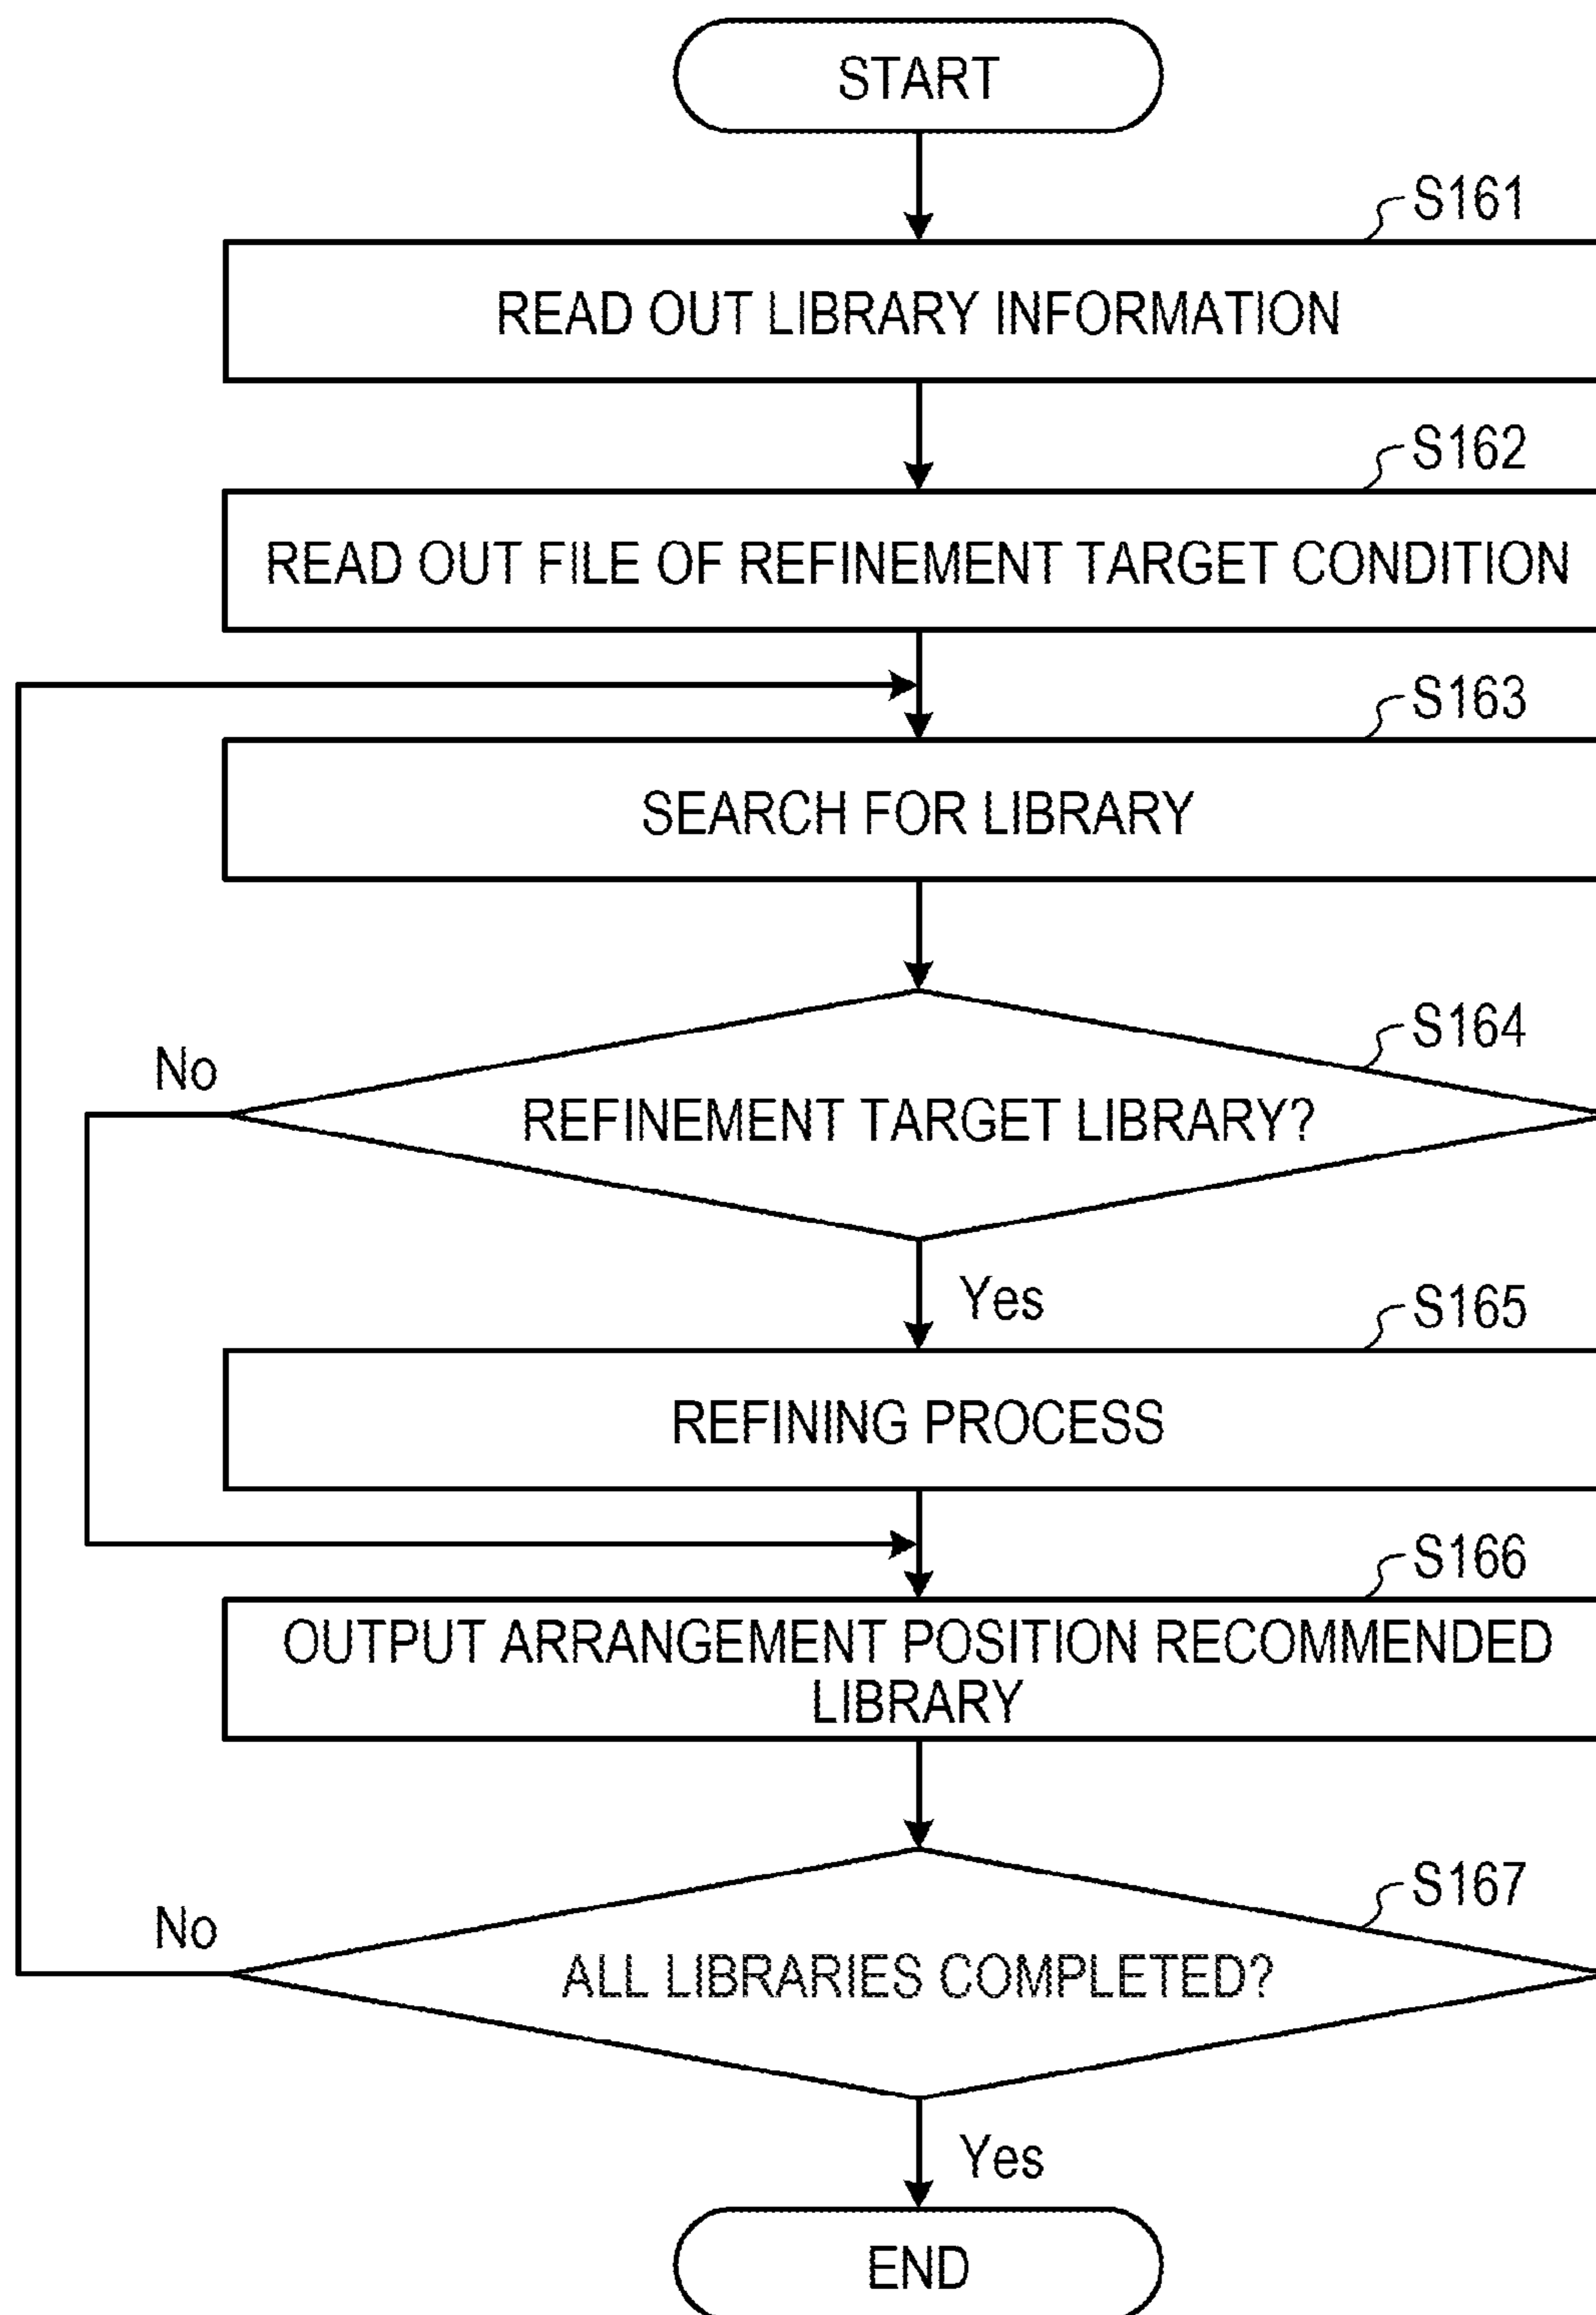 START
S161
READ OUT LIBRARY INFORMATION
S162
READ OUT FILE OF REFINEMENT TARGET CONDITION
S163
SEARCH FOR LIBRARY
S164
No
REFINEMENT TARGET LIBRARY?
Yes
S165
REFINING PROCESS
S166
OUTPUT ARRANGEMENT POSITION RECOMMENDED
LIBRARY
S167
No
ALL LIBRARIES COMPLETED?
Yes
END